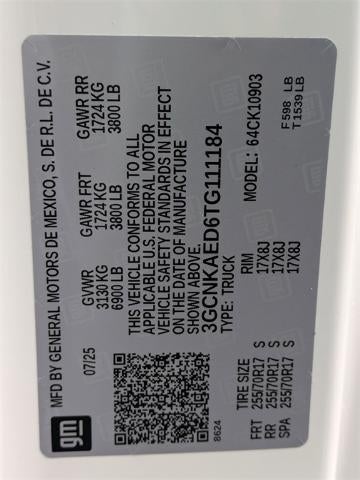 MFD BY GENERAL MOTORS DE MEXICO, S. DE R.L. DE C.V.
07/25 GVWR GAWR FRT GAWR RR
3130 KG 1724 KG 1724 KG
6900 LB 3800 LB 3800 LB
THIS VEHICLE CONFORMS TO ALL
APPLICABLE U.S. FEDERAL MOTOR
VEHICLE SAFETY STANDARDS IN EFFECT
ON THE DATE OF MANUFACTURE
SHOWN ABOVE.
3GCNKAED6TG111184
TYPE: TRUCK MODEL: 64CK10903
gm
8624
TIRE SIZE RIM
FRT 255/70R17 S 17X8J F 598 LB
RR 255/70R17 S 17X8J T 1539 LB
SPA 255/70R17 S 17X8J